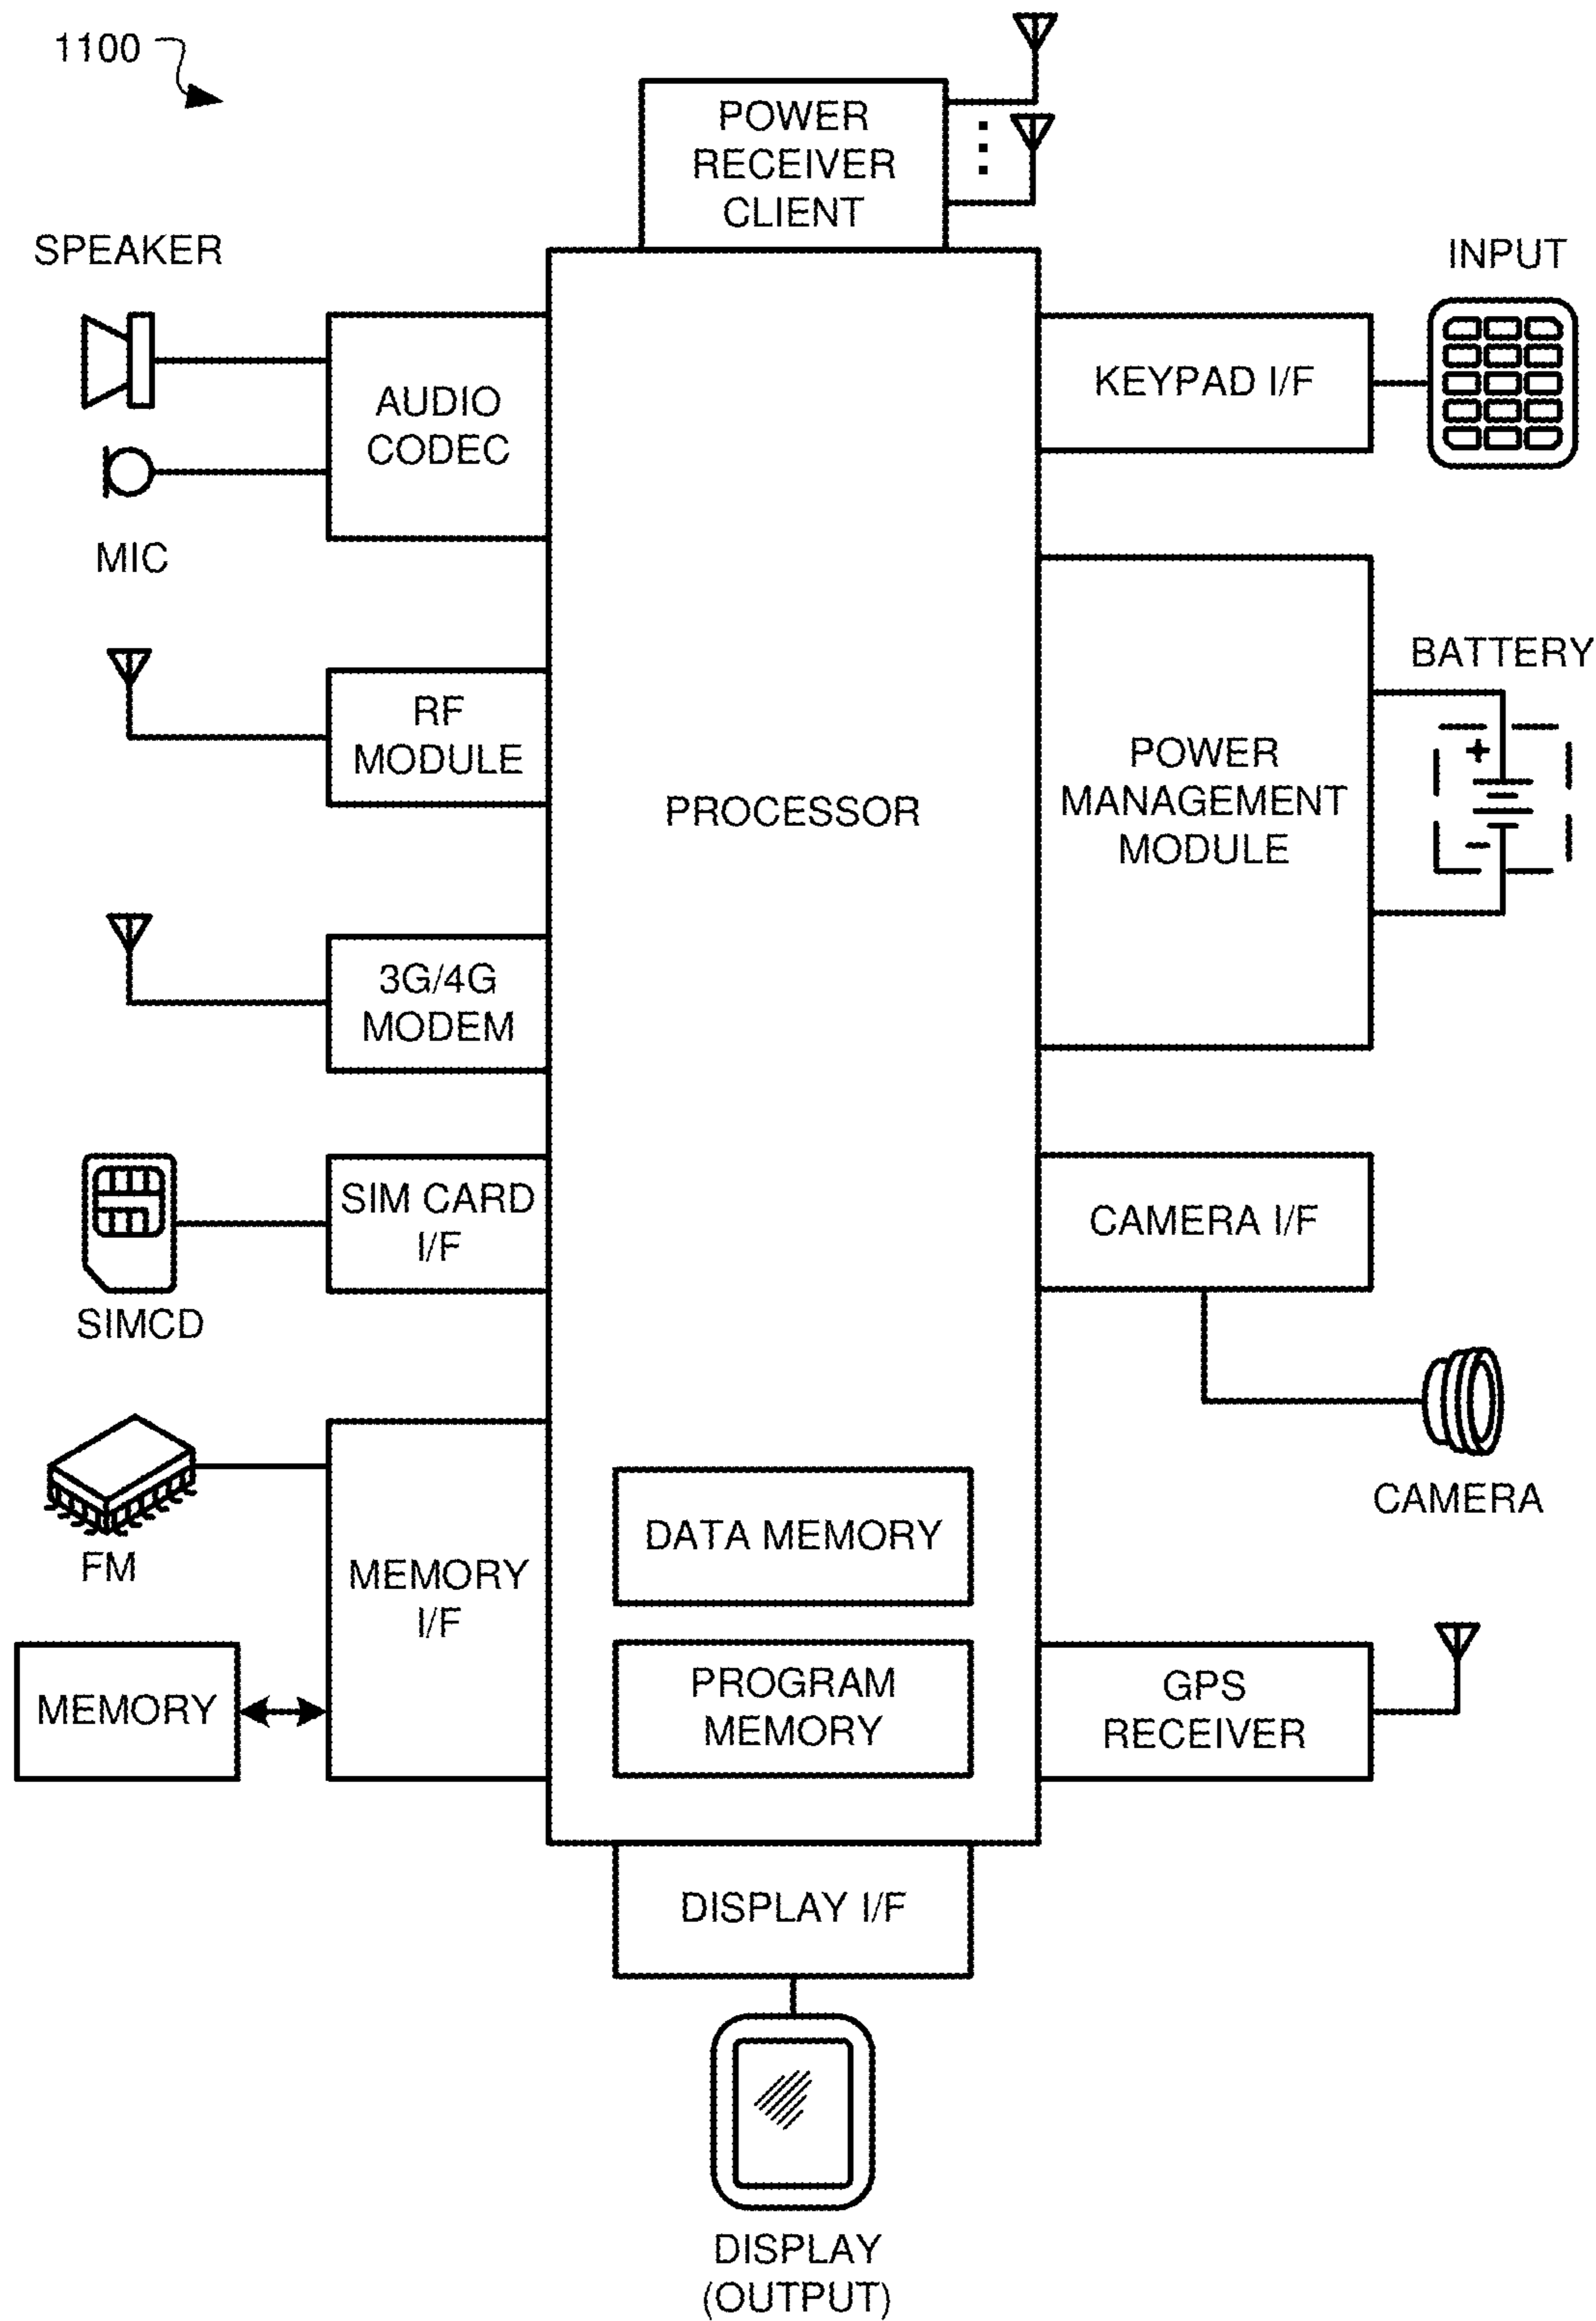 1100
POWER
RECEIVER
CLIENT
SPEAKER
INPUT
AUDIO
CODEC
KEYPAD I/F
MIC
BATTERY
RF
MODULE
POWER
MANAGEMENT
MODULE
+
-
PROCESSOR
3G/4G
MODEM
SIM CARD
I/F
CAMERA I/F
SIMCD
CAMERA
FM
MEMORY
I/F
DATA MEMORY
MEMORY
PROGRAM
MEMORY
GPS
RECEIVER
DISPLAY I/F
DISPLAY
(OUTPUT)